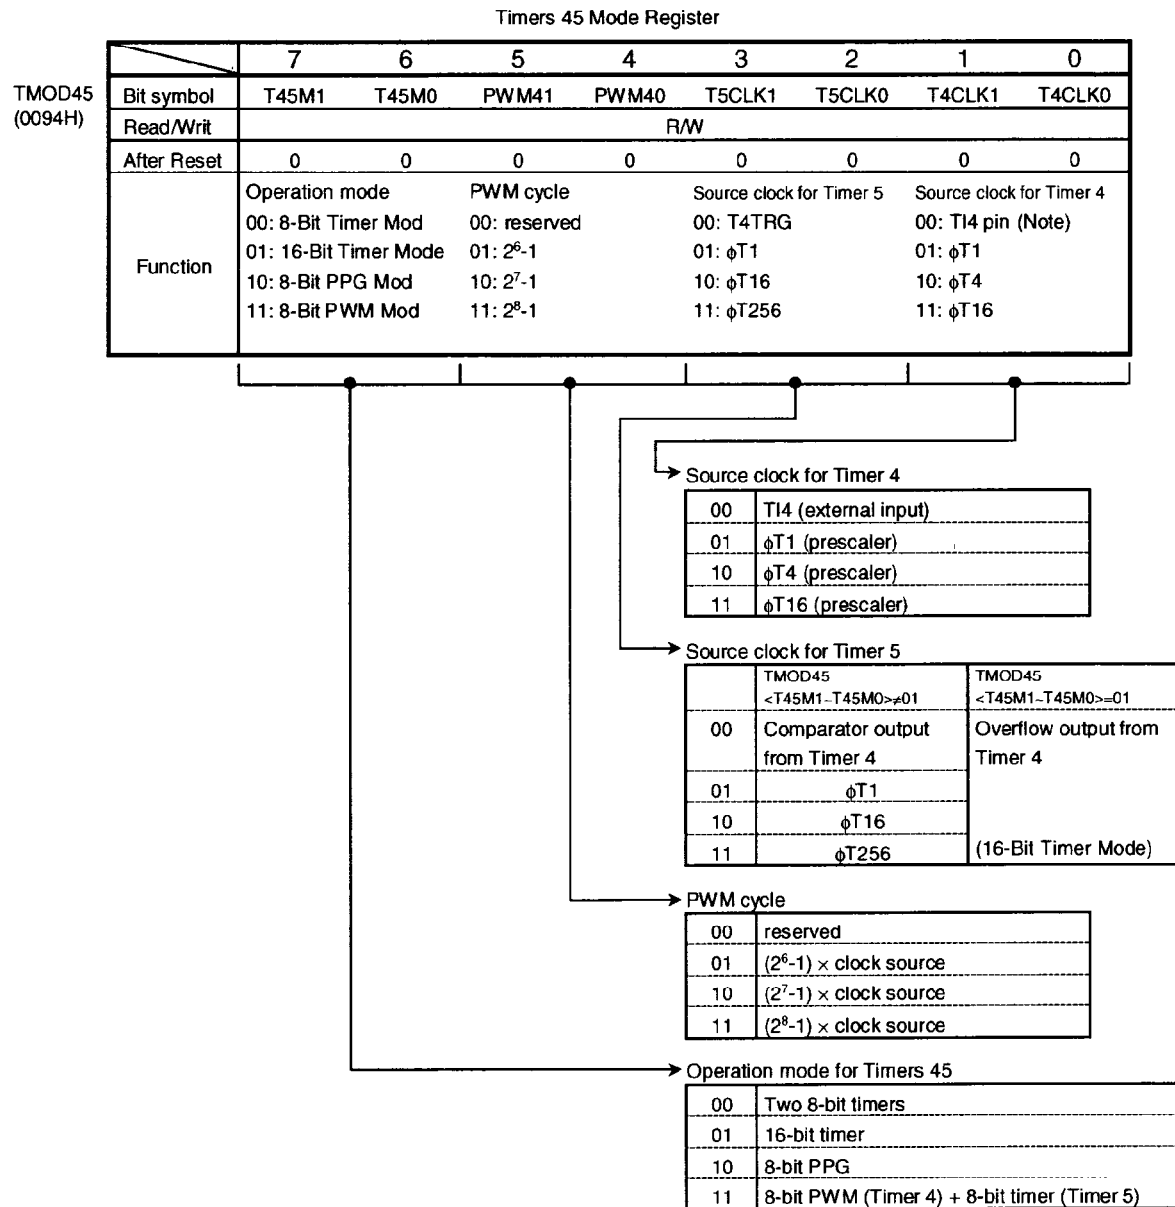 Timers 45 Mode Register
7 6 5 4 3 2 1 0
TMOD45
(0094H)
Bit symbol T45M1 T45M0 PWM41 PWM40 T5CLK1 T5CLK0 T4CLK1 T4CLK0
Read/Writ R/W
After Reset 0 0 0 0 0 0 0 0
Function
Operation mode PWM cycle Source clock for Timer 5 Source clock for Timer 4
00: 8-Bit Timer Mod 00: reserved 00: T4TRG 00: TI4 pin (Note)
01: 16-Bit Timer Mode 01: 2⁶-1 01: ϕT1 01: ϕT1
10: 8-Bit PPG Mod 10: 2⁷-1 10: ϕT16 10: ϕT4
11: 8-Bit PWM Mod 11: 2⁸-1 11: ϕT256 11: ϕT16
Source clock for Timer 4
00 TI4 (external input)
01 ϕT1 (prescaler)
10 ϕT4 (prescaler)
11 ϕT16 (prescaler)
Source clock for Timer 5
TMOD45 TMOD45
<T45M1~T45M0>≠01 <T45M1~T45M0>=01
00 Comparator output Overflow output from
from Timer 4 Timer 4
01 ϕT1
10 ϕT16
11 ϕT256 (16-Bit Timer Mode)
PWM cycle
00 reserved
01 (2⁶-1) × clock source
10 (2⁷-1) × clock source
11 (2⁸-1) × clock source
Operation mode for Timers 45
00 Two 8-bit timers
01 16-bit timer
10 8-bit PPG
11 8-bit PWM (Timer 4) + 8-bit timer (Timer 5)